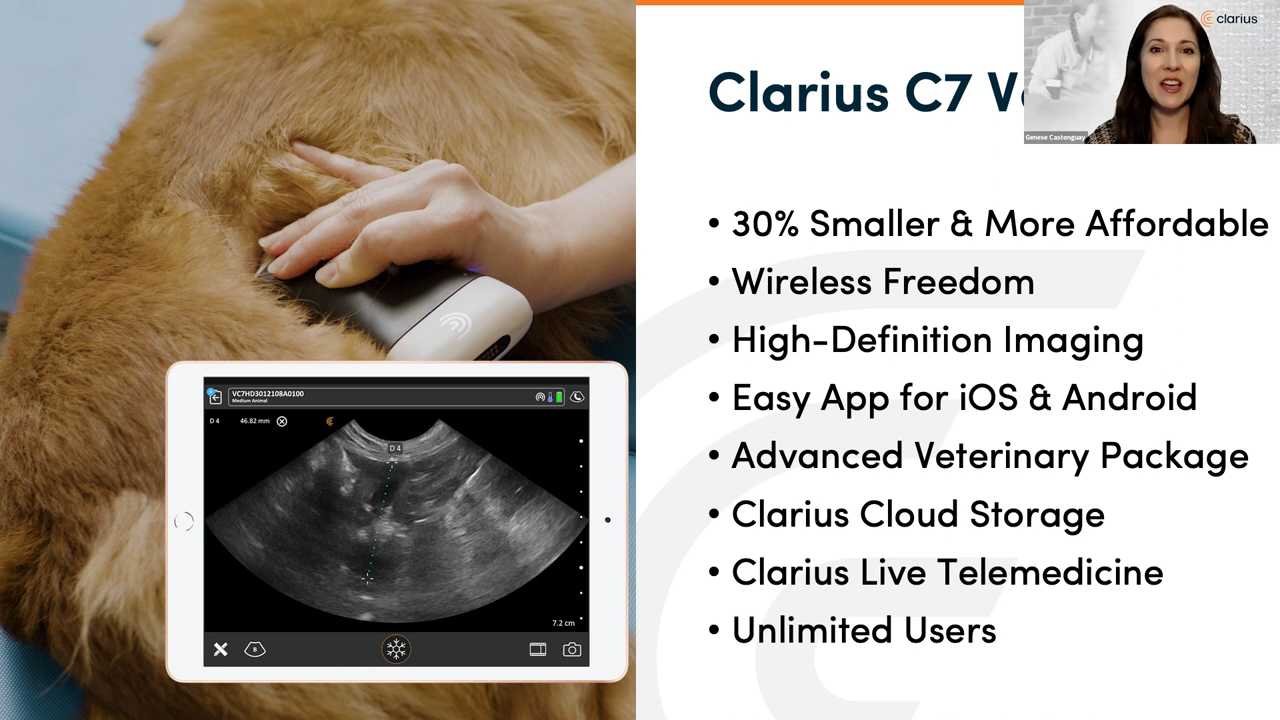 Clarius C7 V
clarius
Genese Castonguay
• 30% Smaller & More Affordable
• Wireless Freedom
• High-Definition Imaging
• Easy App for iOS & Android
• Advanced Veterinary Package
• Clarius Cloud Storage
• Clarius Live Telemedicine
• Unlimited Users
VC7HD3012108A0100
Medium Animal
D 4 46.82 mm
D 4
7.2 cm
B